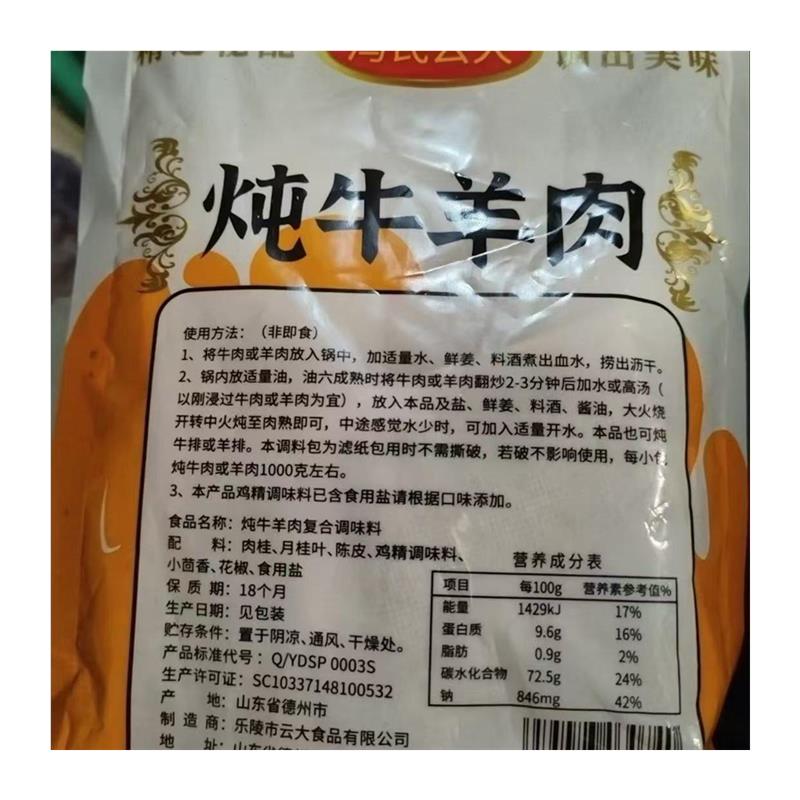 炖牛羊肉
使用方法：（非即食）
1、将牛肉或羊肉放入锅中，加适量水、鲜姜、料酒煮出血水，捞出沥干。
2、锅内放适量油，油六成熟时将牛肉或羊肉翻炒2-3分钟后加水或高汤（
以刚浸过牛肉或羊肉为宜），放入本品及盐、鲜姜、料酒、酱油，大火烧
开转中火炖至肉熟即可，中途感觉水少时，可加入适量开水。本品也可炖
牛排或羊排。本调料包为滤纸包用时不需撕破，若破不影响使用，每小包
炖牛肉或羊肉1000克左右。
3、本产品鸡精调味料已含食用盐请根据口味添加。
食品名称：炖牛羊肉复合调味料
配 料：肉桂、月桂叶、陈皮、鸡精调味料、
小茴香、花椒、食用盐
保 质 期：18个月
生产日期：见包装
贮存条件：置于阴凉、通风、干燥处。
产品标准代号：Q/YDSP 0003S
生产许可证：SC10337148100532
产 地：山东省德州市
制 造 商：乐陵市云大食品有限公司
地 址：山东省
营养成分表
项目 每100g 营养素参考值%
能量 1429kJ 17%
蛋白质 9.6g 16%
脂肪 0.9g 2%
碳水化合物 72.5g 24%
钠 846mg 42%